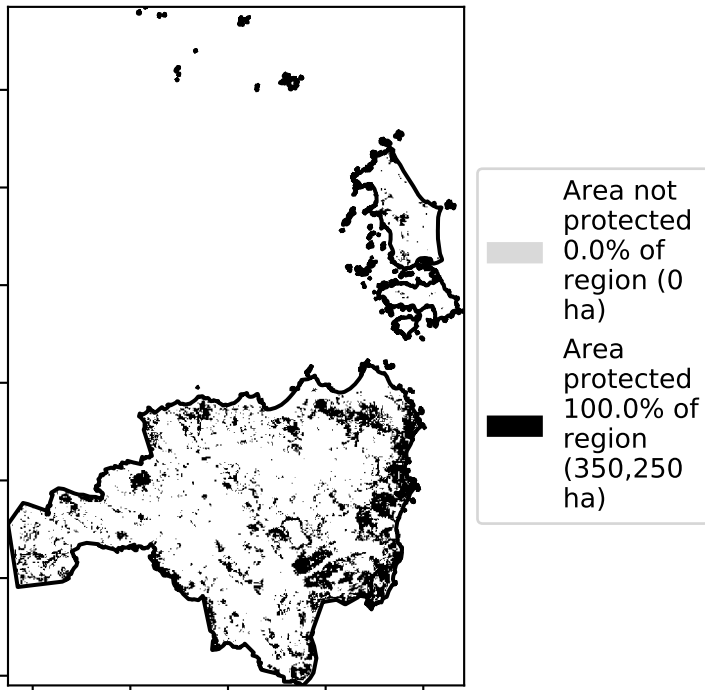 Area not
protected
0.0% of
region (0
ha)
Area
protected
100.0% of
region
(350,250
ha)